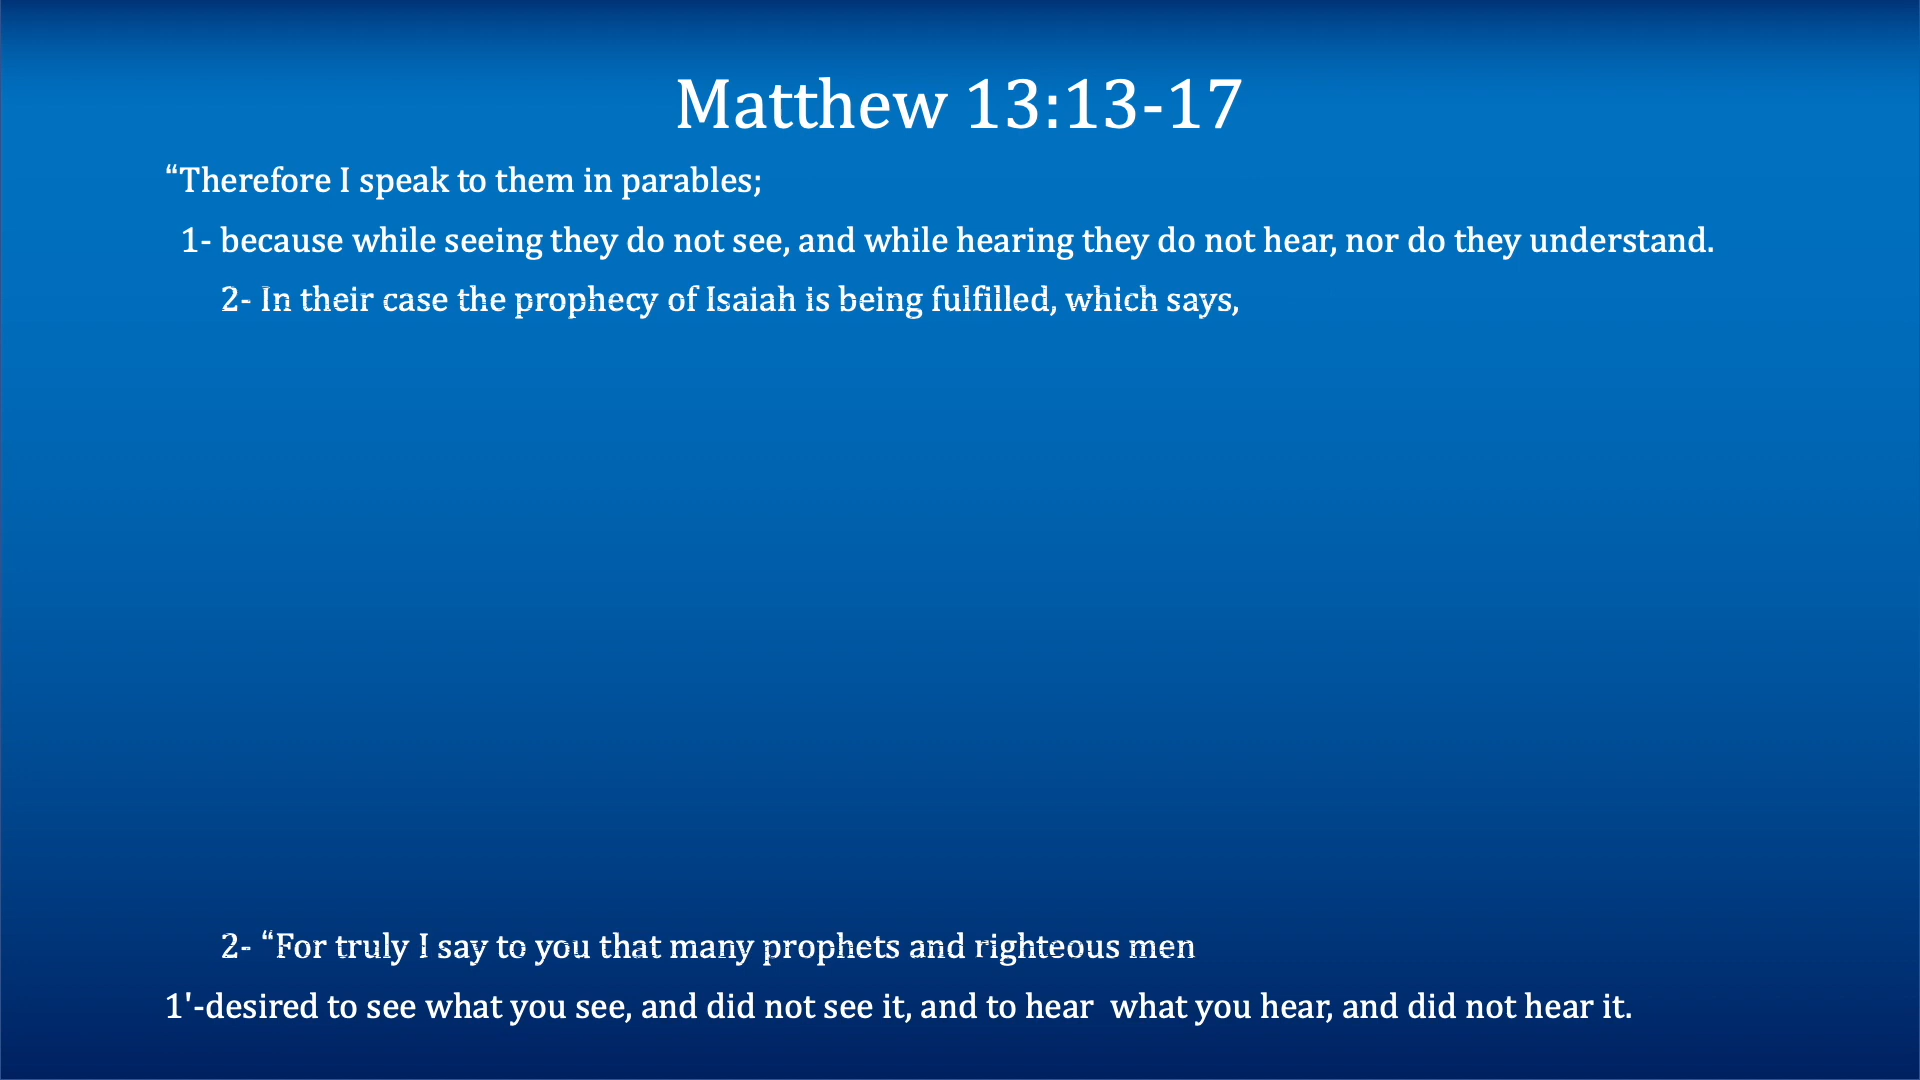 Matthew 13:13-17
“Therefore I speak to them in parables;
1- because while seeing they do not see, and while hearing they do not hear, nor do they understand.
2- In their case the prophecy of Isaiah is being fulfilled, which says,
2- “For truly I say to you that many prophets and righteous men
1'-desired to see what you see, and did not see it, and to hear  what you hear, and did not hear it.